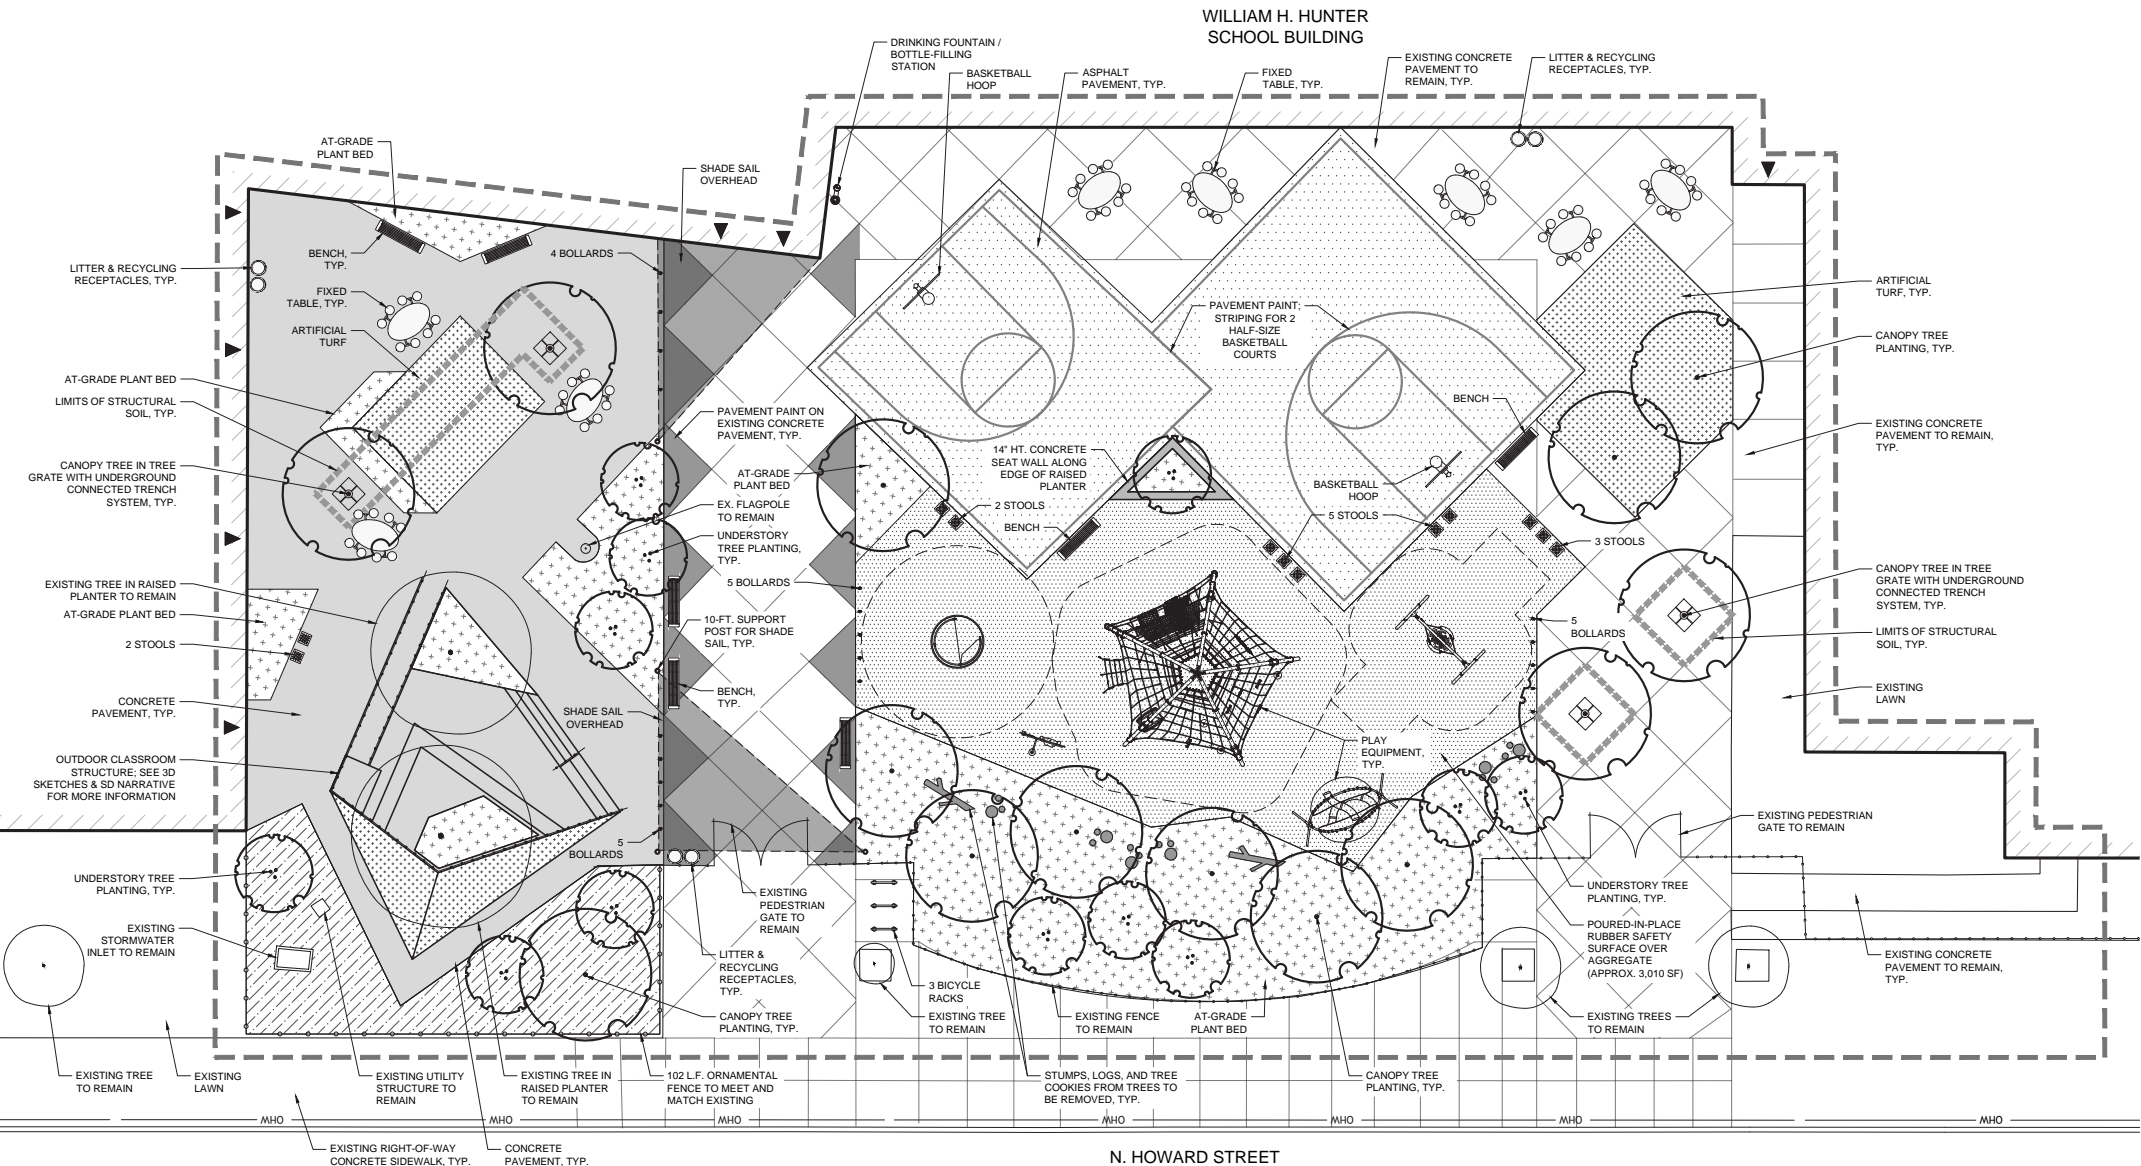 WILLIAM H. HUNTER
SCHOOL BUILDING
DRINKING FOUNTAIN /
BOTTLE-FILLING
STATION
BASKETBALL
HOOP
ASPHALT
PAVEMENT, TYP.
FIXED
TABLE, TYP.
EXISTING CONCRETE
PAVEMENT TO
REMAIN, TYP.
LITTER & RECYCLING
RECEPTACLES, TYP.
AT-GRADE
PLANT BED
SHADE SAIL
OVERHEAD
BENCH,
TYP.
4 BOLLARDS
LITTER & RECYCLING
RECEPTACLES, TYP.
FIXED
TABLE, TYP.
ARTIFICIAL
TURF
AT-GRADE PLANT BED
LIMITS OF STRUCTURAL
SOIL, TYP.
CANOPY TREE IN TREE
GRATE WITH UNDERGROUND
CONNECTED TRENCH
SYSTEM, TYP.
EXISTING TREE IN RAISED
PLANTER TO REMAIN
AT-GRADE PLANT BED
2 STOOLS
CONCRETE
PAVEMENT, TYP.
OUTDOOR CLASSROOM
STRUCTURE; SEE 3D
SKETCHES & SD NARRATIVE
FOR MORE INFORMATION
UNDERSTORY TREE
PLANTING, TYP.
EXISTING
STORMWATER
INLET TO REMAIN
PAVEMENT PAINT ON
EXISTING CONCRETE
PAVEMENT, TYP.
AT-GRADE
PLANT BED
EX. FLAGPOLE
TO REMAIN
UNDERSTORY
TREE PLANTING,
TYP.
5 BOLLARDS
10-FT. SUPPORT
POST FOR SHADE
SAIL, TYP.
BENCH,
TYP.
SHADE SAIL
OVERHEAD
5
BOLLARDS
PAVEMENT PAINT;
STRIPING FOR 2
HALF-SIZE
BASKETBALL
COURTS
14" HT. CONCRETE
SEAT WALL ALONG
EDGE OF RAISED
PLANTER
2 STOOLS
BENCH
BENCH
BASKETBALL
HOOP
5 STOOLS
3 STOOLS
5
BOLLARDS
PLAY
EQUIPMENT,
TYP.
ARTIFICIAL
TURF, TYP.
CANOPY TREE
PLANTING, TYP.
EXISTING CONCRETE
PAVEMENT TO REMAIN,
TYP.
CANOPY TREE IN TREE
GRATE WITH UNDERGROUND
CONNECTED TRENCH
SYSTEM, TYP.
LIMITS OF STRUCTURAL
SOIL, TYP.
EXISTING
LAWN
EXISTING PEDESTRIAN
GATE TO REMAIN
UNDERSTORY TREE
PLANTING, TYP.
POURED-IN-PLACE
RUBBER SAFETY
SURFACE OVER
AGGREGATE
(APPROX. 3,010 SF)
EXISTING CONCRETE
PAVEMENT TO REMAIN,
TYP.
EXISTING
PEDESTRIAN
GATE TO
REMAIN
LITTER &
RECYCLING
RECEPTACLES,
TYP.
CANOPY TREE
PLANTING, TYP.
3 BICYCLE
RACKS
EXISTING TREE
TO REMAIN
EXISTING FENCE
TO REMAIN
AT-GRADE
PLANT BED
EXISTING TREES
TO REMAIN
EXISTING TREE
TO REMAIN
EXISTING
LAWN
EXISTING UTILITY
STRUCTURE TO
REMAIN
EXISTING TREE IN
RAISED PLANTER
TO REMAIN
102 L.F. ORNAMENTAL
FENCE TO MEET AND
MATCH EXISTING
STUMPS, LOGS, AND TREE
COOKIES FROM TREES TO
BE REMOVED, TYP.
CANOPY TREE
PLANTING, TYP.
OHW
OHW
OHW
OHW
OHW
OHW
OHW
EXISTING RIGHT-OF-WAY
CONCRETE SIDEWALK, TYP.
CONCRETE
PAVEMENT, TYP.
N. HOWARD STREET